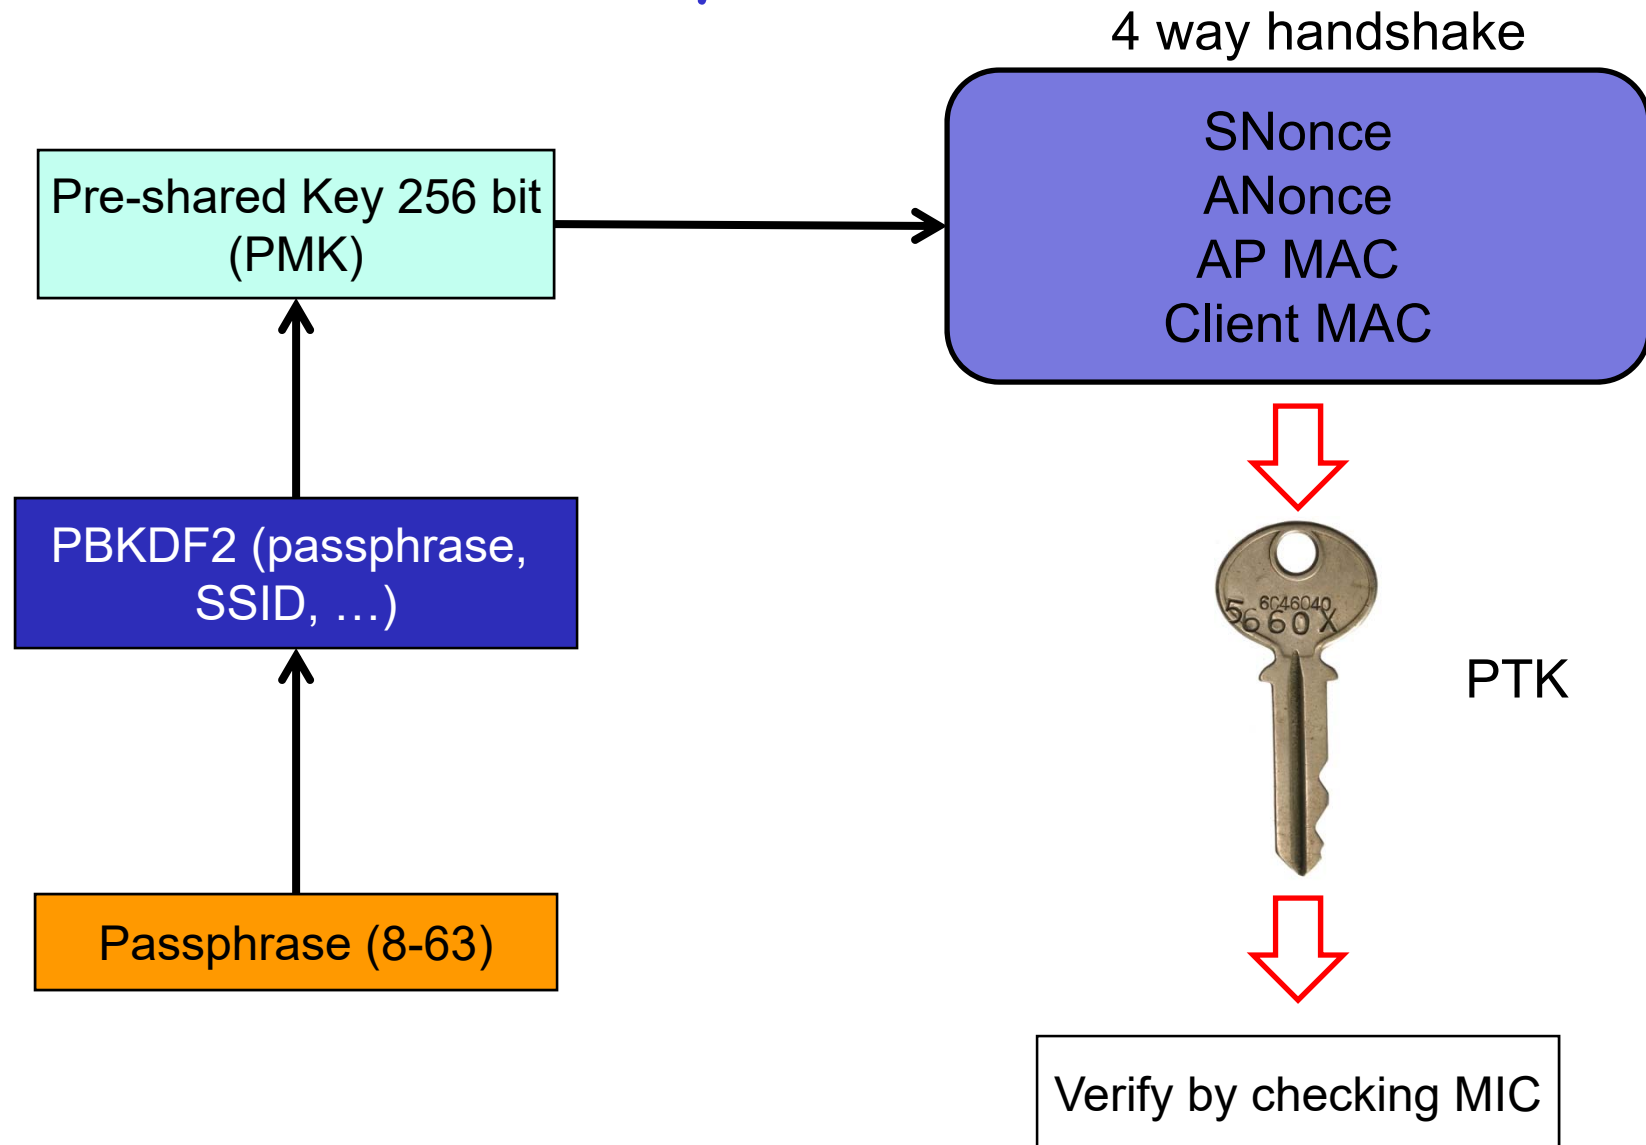 4 way handshake
SNonce
ANonce
AP MAC
Client MAC
Pre-shared Key 256 bit
(PMK)
PBKDF2 (passphrase,
SSID, …)
Passphrase (8-63)
6C46040
5660X
PTK
Verify by checking MIC